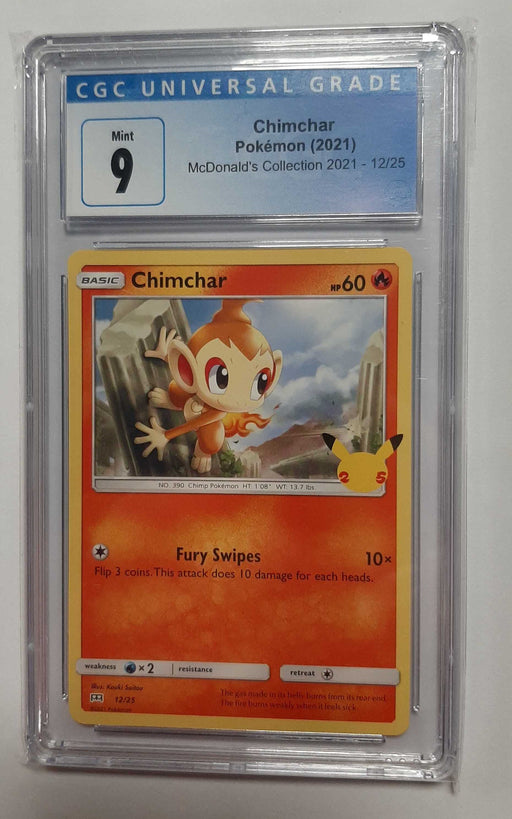 CGC UNIVERSAL GRADE
Mint
9
Chimchar
Pokémon (2021)
McDonald's Collection 2021 - 12/25
BASIC Chimchar HP60
25
NO. 390 Chimp Pokémon HT: 1'08" WT: 13.7 lbs
Fury Swipes 10×
Flip 3 coins. This attack does 10 damage for each heads.
weakness ×2 resistance retreat
Illus. Kouki Saitou
12/25
©2021 Pokémon
The gas made in its belly burns from its rear end.
The fire burns weakly when it feels sick.